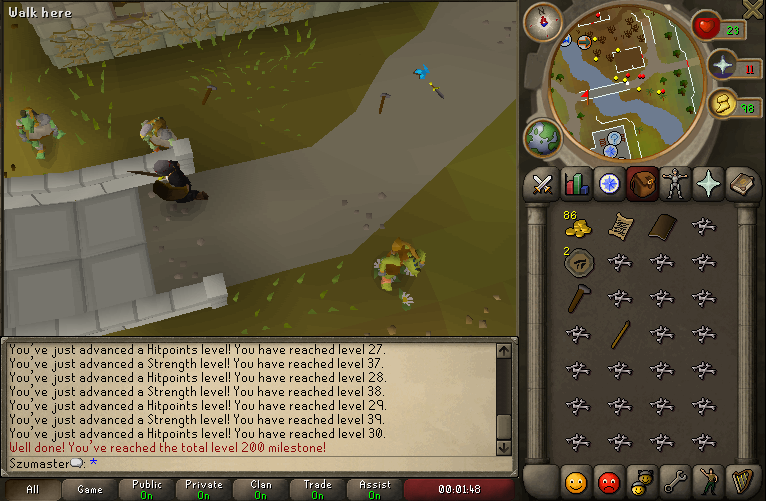 Walk here
23
11
98
86
2
You've just advanced a Hitpoints level! You have reached level 27.
You've just advanced a Strength level! You have reached level 37.
You've just advanced a Hitpoints level! You have reached level 28.
You've just advanced a Strength level! You have reached level 38.
You've just advanced a Hitpoints level! You have reached level 29.
You've just advanced a Strength level! You have reached level 39.
You've just advanced a Hitpoints level! You have reached level 30.
Well done! You've reached the total level 200 milestone!
Szumaster: *
All Game Public On Private On Clan On Trade On Assist On 00:01:48